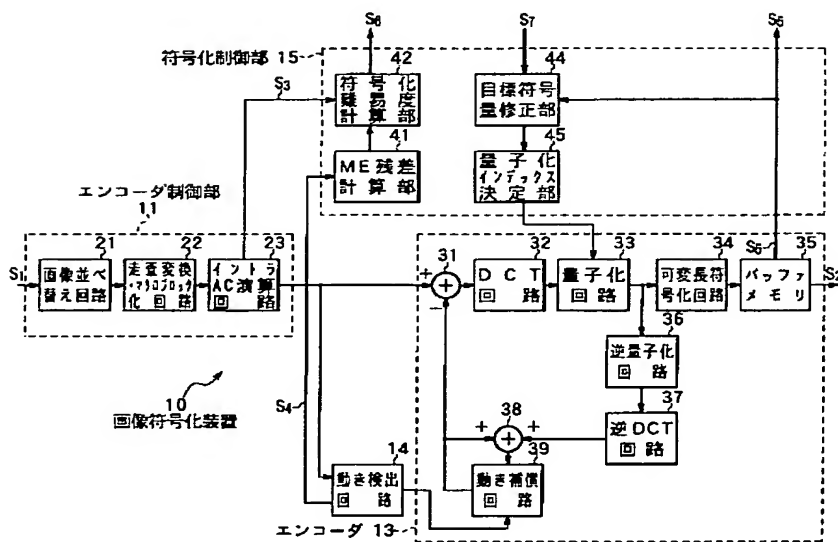 S6
S7
S5
符号化制御部 15
42
符号化
難易度
計算部
44
目標符号
量修正部
S3
41
ME残差
計算部
45
量子化
インデックス
決定部
エンコーダ制御部
11
S1
21
画像並べ
替え回路
22
走査変換
・マクロブロック
化回路
23
イントラ
AC演算
回路
+
31
−
32
DCT
回路
33
量子化
回路
34
可変長符
号化回路
S5
35
バッファ
メモリ
S2
36
逆量子化
回路
37
逆DCT
回路
10
画像符号化装置
S4
+
38
+
14
動き検出
回路
39
動き補償
回路
エンコーダ 13